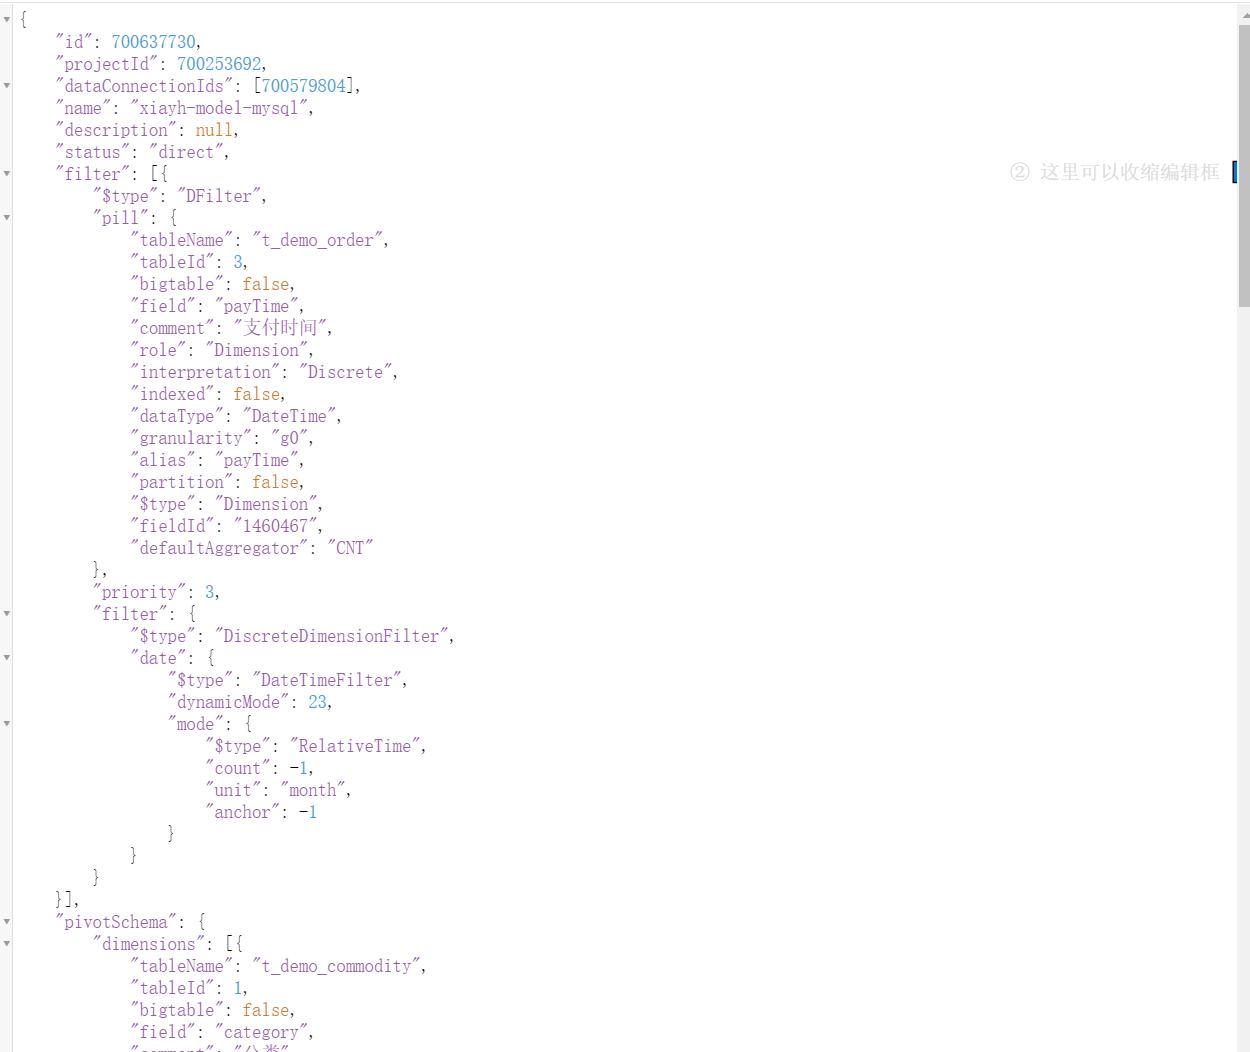 {
    "id": 700637730,
    "projectId": 700253692,
    "dataConnectionIds": [700579804],
    "name": "xiayh-model-mysql",
    "description": null,
    "status": "direct",
    "filter": [{
② 这里可以收缩编辑框
        "$type": "DFilter",
        "pill": {
            "tableName": "t_demo_order",
            "tableId": 3,
            "bigtable": false,
            "field": "payTime",
            "comment": "支付时间",
            "role": "Dimension",
            "interpretation": "Discrete",
            "indexed": false,
            "dataType": "DateTime",
            "granularity": "g0",
            "alias": "payTime",
            "partition": false,
            "$type": "Dimension",
            "fieldId": "1460467",
            "defaultAggregator": "CNT"
        },
        "priority": 3,
        "filter": {
            "$type": "DiscreteDimensionFilter",
            "date": {
                "$type": "DateTimeFilter",
                "dynamicMode": 23,
                "mode": {
                    "$type": "RelativeTime",
                    "count": -1,
                    "unit": "month",
                    "anchor": -1
                }
            }
        }
    }],
    "pivotSchema": {
        "dimensions": [{
            "tableName": "t_demo_commodity",
            "tableId": 1,
            "bigtable": false,
            "field": "category",
            "comment": "分类"